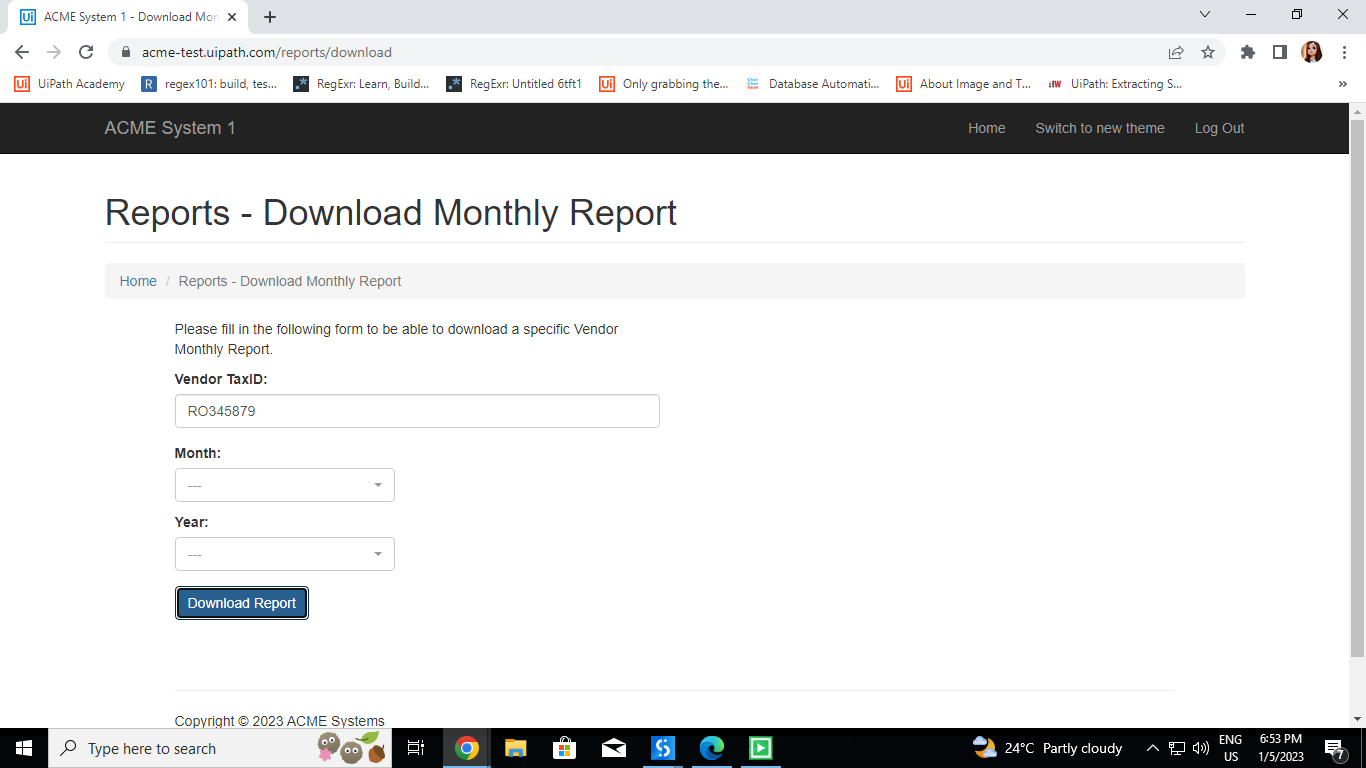 ACME System 1 - Download Mon
acme-test.uipath.com/reports/download
UiPath Academy
regex101: build, tes...
RegExr: Learn, Build...
RegExr: Untitled 6tft1
Only grabbing the...
Database Automati...
About Image and T...
UiPath: Extracting S...
ACME System 1
Home
Switch to new theme
Log Out
Reports - Download Monthly Report
Home / Reports - Download Monthly Report
Please fill in the following form to be able to download a specific Vendor
Monthly Report.
Vendor TaxID:
RO345879
Month:
---
Year:
---
Download Report
Copyright © 2023 ACME Systems
Type here to search
24°C Partly cloudy
ENG
US
6:53 PM
1/5/2023
7